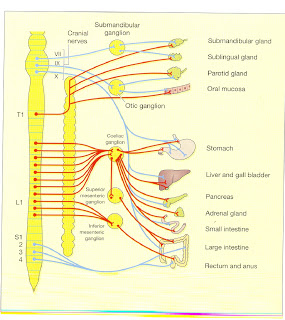 Submandibular
ganglion
Cranial
nerves
VII
IX
X
Submandibular gland
Sublingual gland
Parotid gland
Oral mucosa
Otic ganglion
T1
Coeliac
ganglion
Stomach
Liver and gall bladder
Superior
mesenteric
ganglion
Pancreas
L1
Adrenal gland
Small intestine
Inferior
mesenteric
ganglion
S1
2
3
4
Large intestine
Rectum and anus